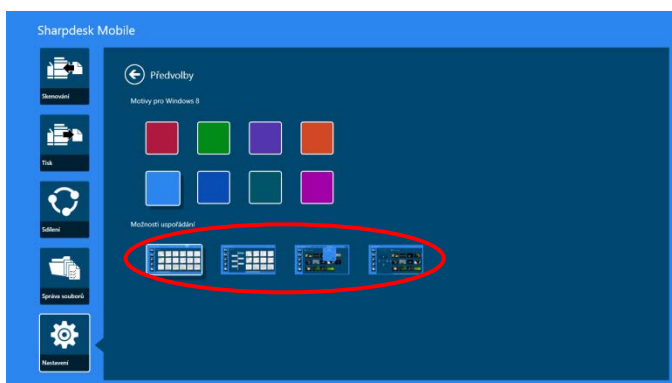 Sharpdesk Mobile
Předvolby
Skenování
Motivy pro Windows 8
Tisk
Sdílení
Možnosti uspořádání
Správa souborů
Nastavení